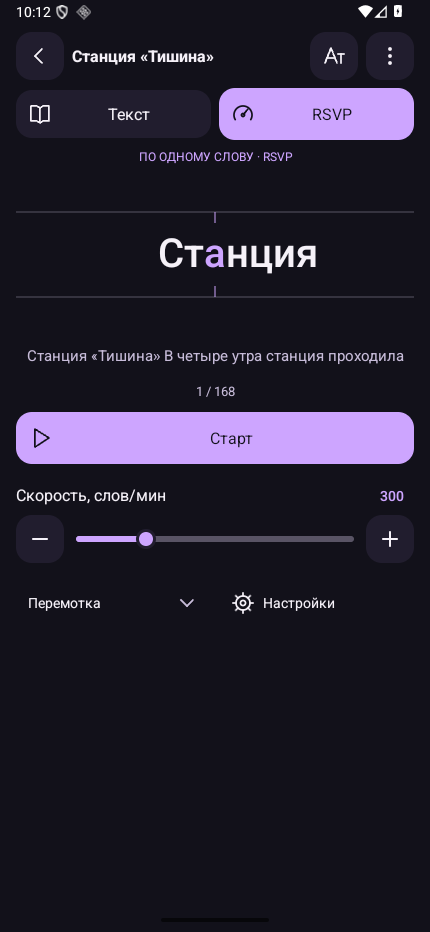 10:12
Станция «Тишина»
Текст
RSVP
ПО ОДНОМУ СЛОВУ · RSVP
Станция
Станция «Тишина» В четыре утра станция проходила
1 / 168
Старт
Скорость, слов/мин 300
Перемотка
Настройки